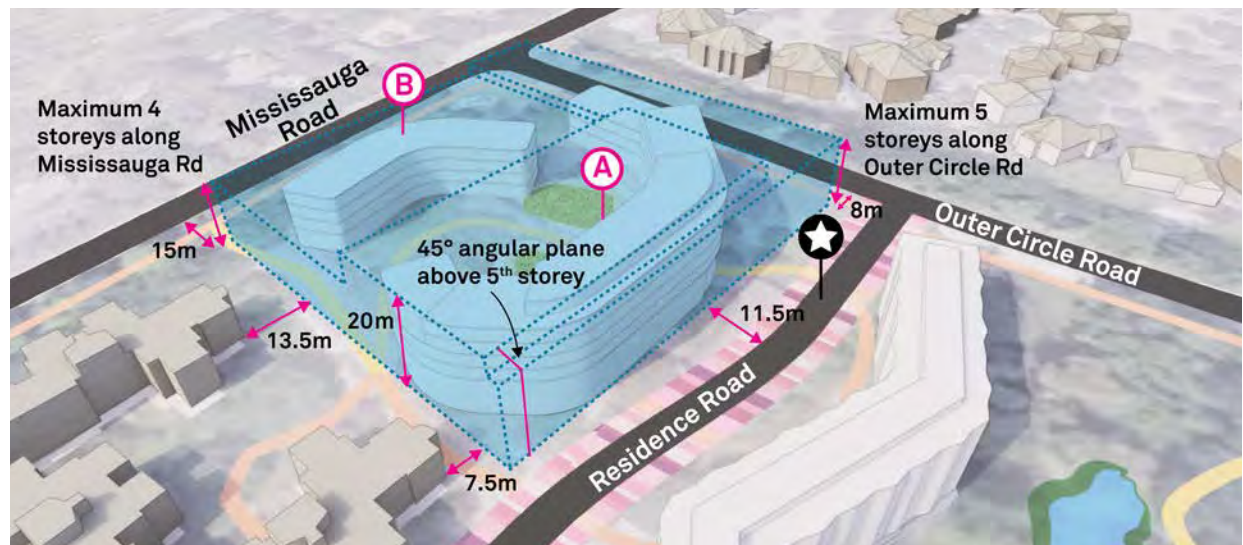 Maximum 4
storeys along
Mississauga Rd
Mississauga
Road
B
A
Maximum 5
storeys along
Outer Circle Rd
8m
15m
45° angular plane
above 5th storey
Outer Circle Road
20m
13.5m
11.5m
Residence Road
7.5m